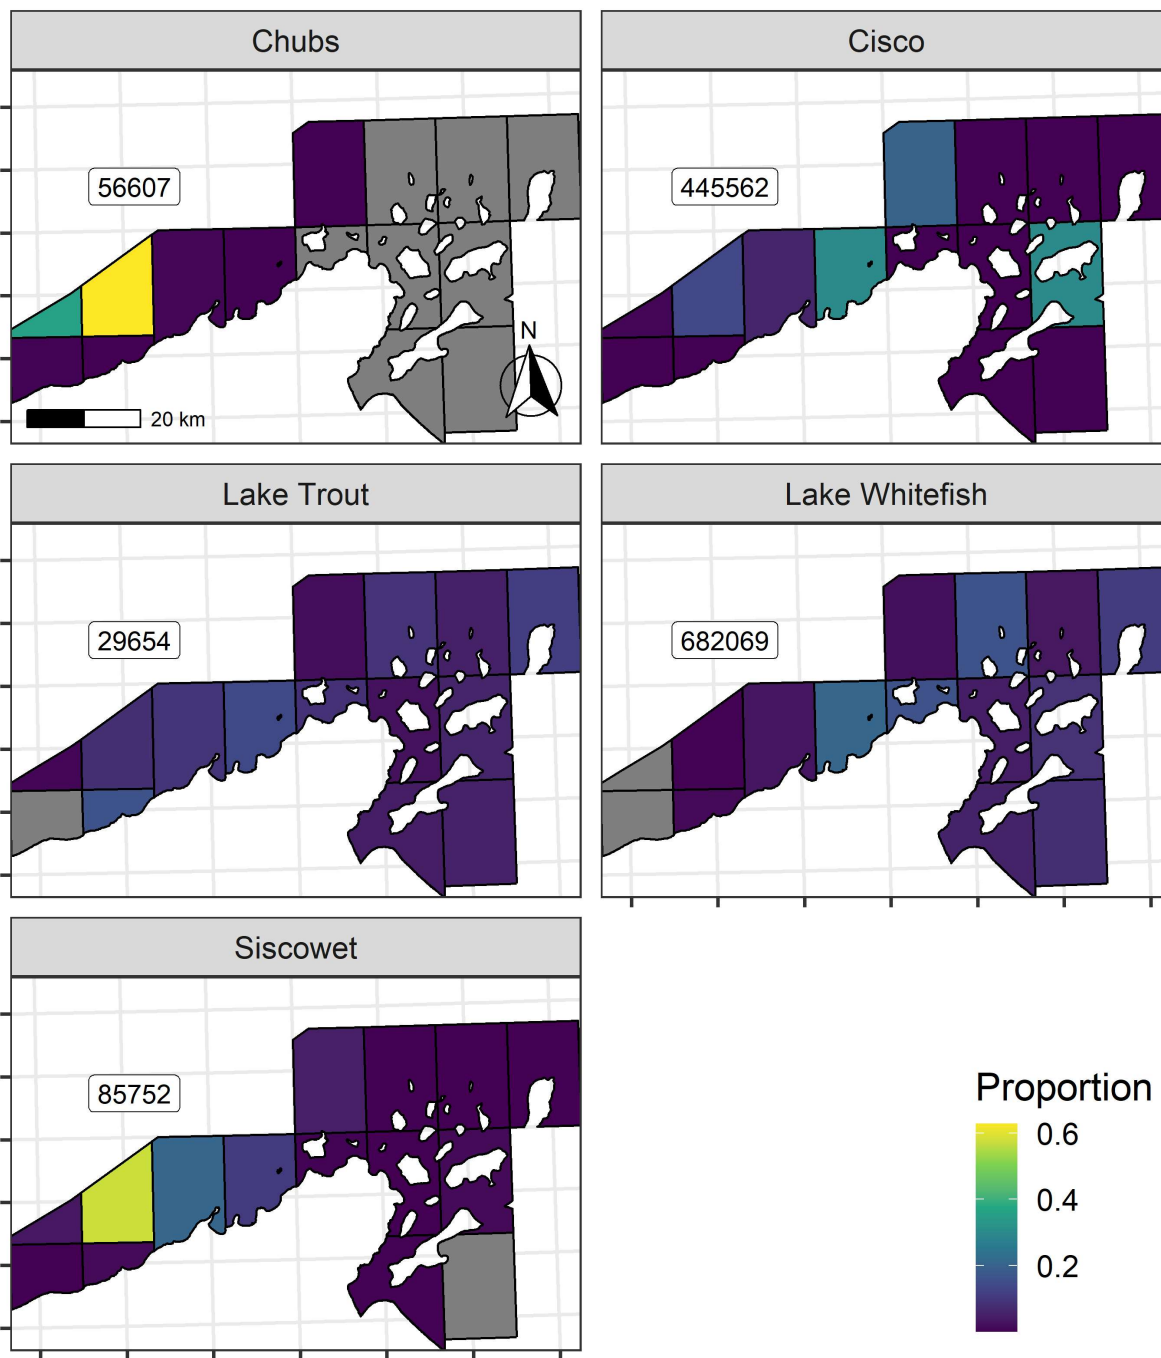 Chubs
Cisco
56607
445562
N
20 km
Lake Trout
Lake Whitefish
29654
682069
Siscowet
85752
Proportion
0.6
0.4
0.2